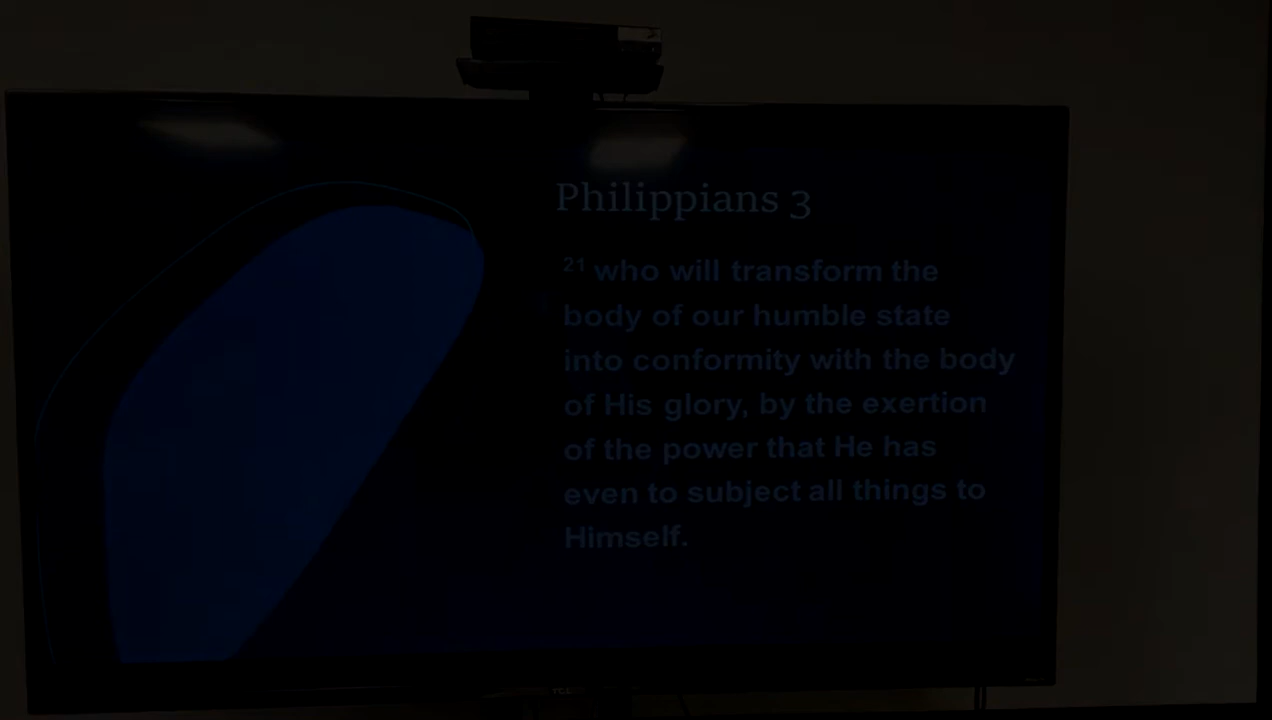 Philippians 3
21 who will transform the
body of our humble state
into conformity with the body
of His glory, by the exertion
of the power that He has
even to subject all things to
Himself.
TCL